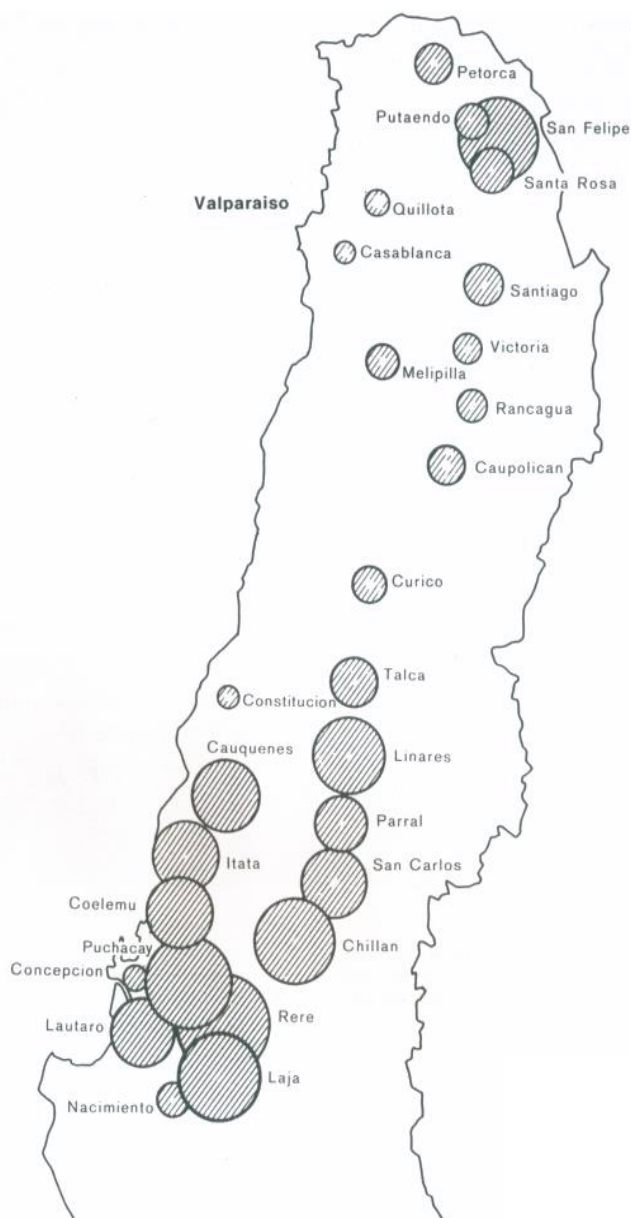 Petorca
Putaendo
San Felipe
Santa Rosa
Valparaiso
Quillota
Casablanca
Santiago
Victoria
Melipilla
Rancagua
Caupolican
Curico
Talca
Constitucion
Cauquenes
Linares
Parral
Itata
San Carlos
Coelemu
Chillan
Puchacay
Concepcion
Rere
Lautaro
Laja
Nacimiento